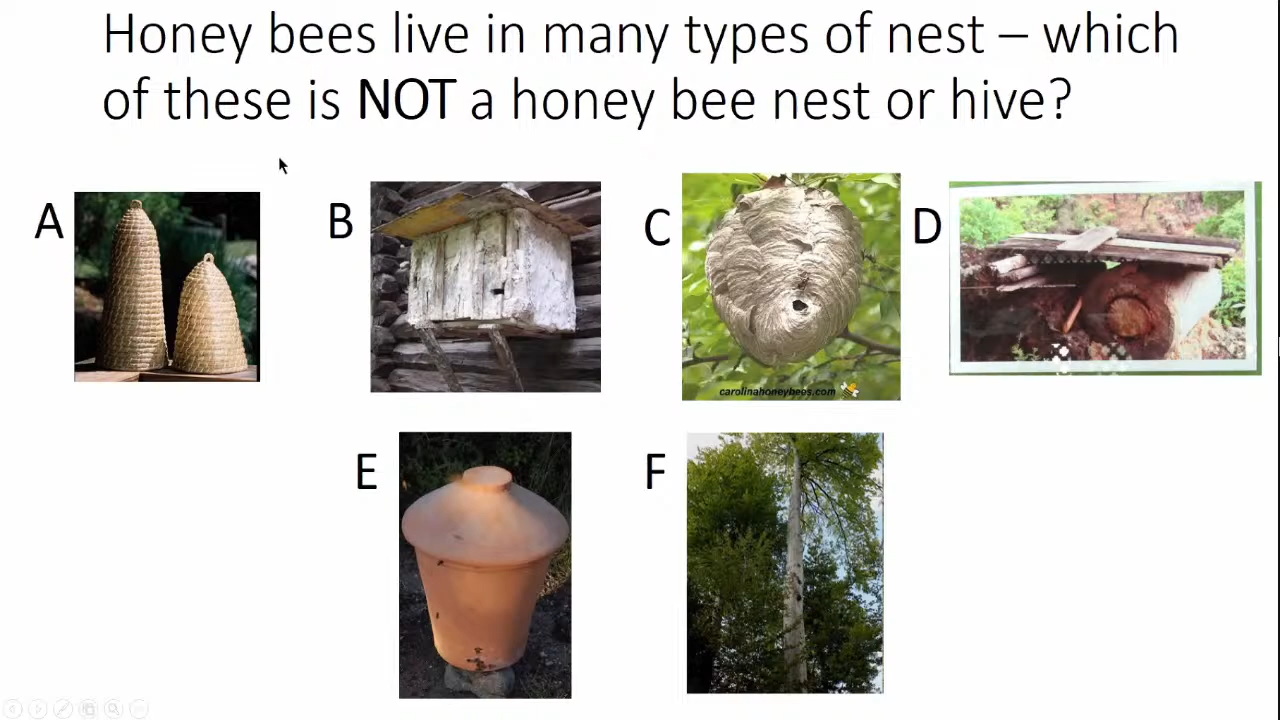 Honey bees live in many types of nest – which
of these is NOT a honey bee nest or hive?
A
B
C
D
carolinahoneybees.com
E
F